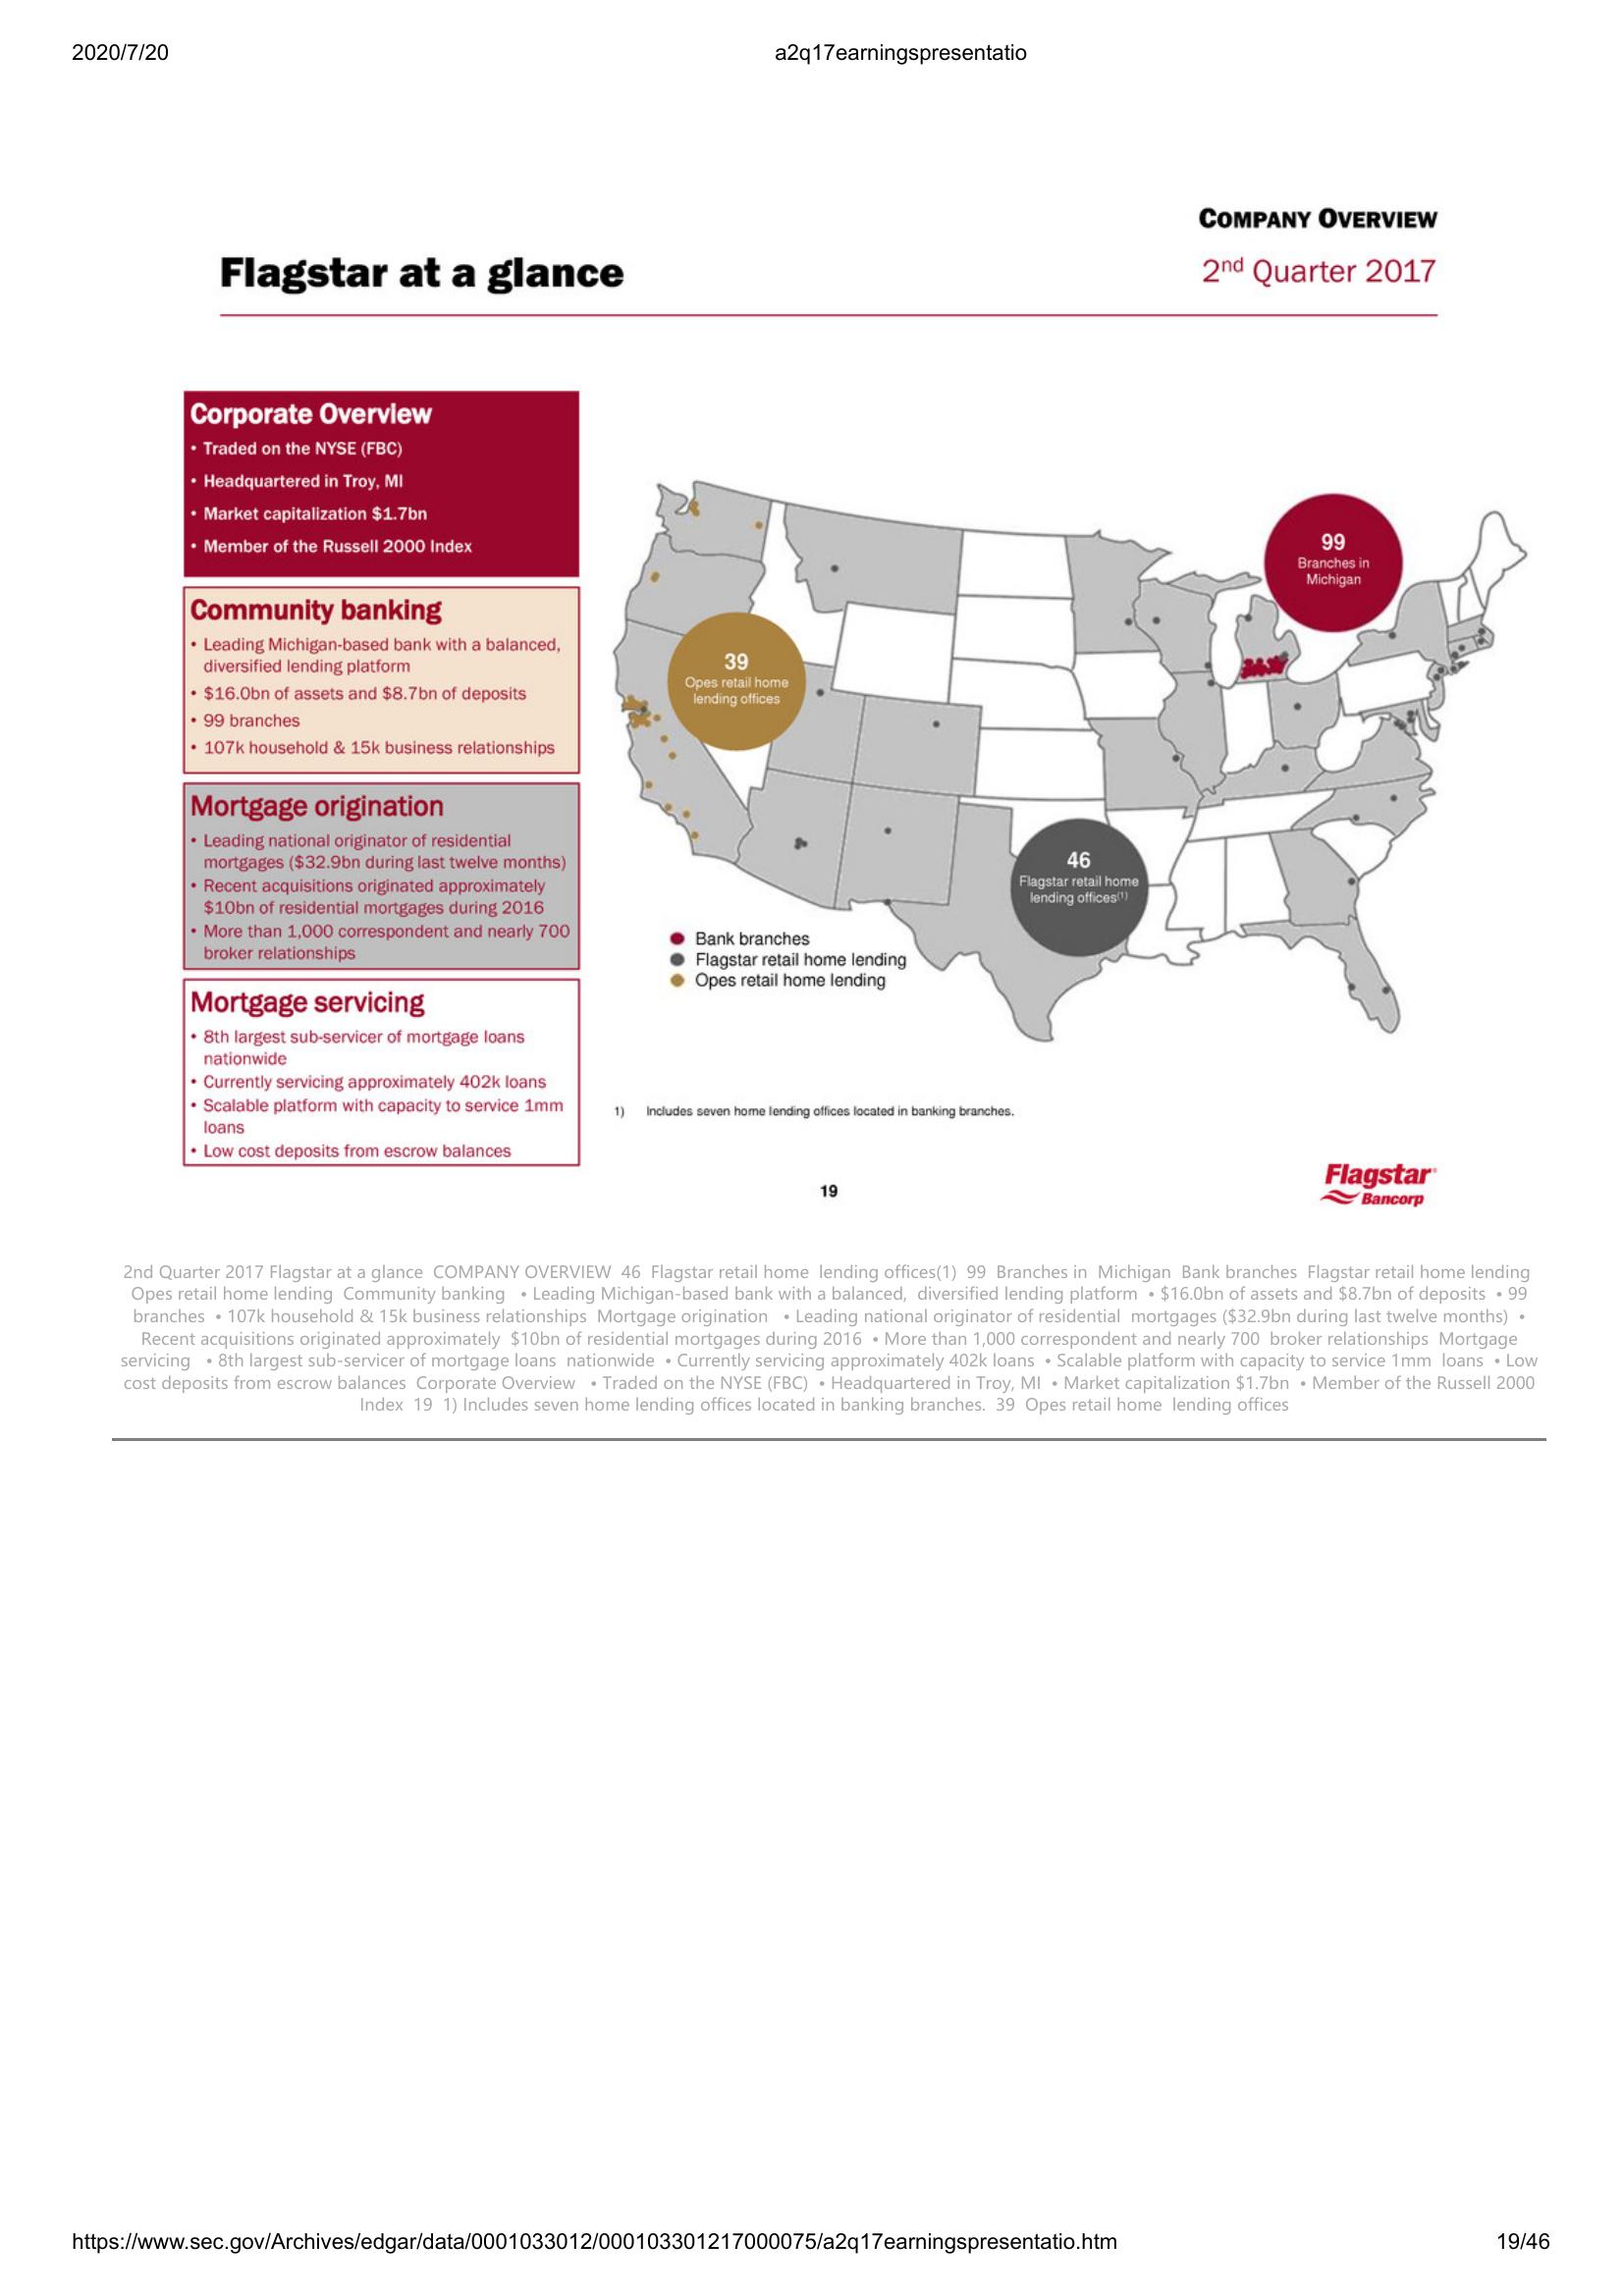 2020/7/20
a2q17earningspresentatio
COMPANY OVERVIEW
Flagstar at a glance
2nd Quarter 2017
Corporate Overview
• Traded on the NYSE (FBC)
• Headquartered in Troy, MI
• Market capitalization $1.7bn
• Member of the Russell 2000 Index
Community banking
• Leading Michigan-based bank with a balanced,
diversified lending platform
• $16.0bn of assets and $8.7bn of deposits
• 99 branches
• 107k household & 15k business relationships
Mortgage origination
• Leading national originator of residential
mortgages ($32.9bn during last twelve months)
• Recent acquisitions originated approximately
$10bn of residential mortgages during 2016
• More than 1,000 correspondent and nearly 700
broker relationships
Mortgage servicing
• 8th largest sub-servicer of mortgage loans
nationwide
• Currently servicing approximately 402k loans
• Scalable platform with capacity to service 1mm
loans
• Low cost deposits from escrow balances
99
Branches in
Michigan
39
Opes retail home
lending offices
46
Flagstar retail home
lending offices(1)
Bank branches
Flagstar retail home lending
Opes retail home lending
1) Includes seven home lending offices located in banking branches.
19
Flagstar
Bancorp
2nd Quarter 2017 Flagstar at a glance COMPANY OVERVIEW 46 Flagstar retail home lending offices(1) 99 Branches in Michigan Bank branches Flagstar retail home lending
Opes retail home lending Community banking • Leading Michigan-based bank with a balanced, diversified lending platform • $16.0bn of assets and $8.7bn of deposits • 99
branches • 107k household & 15k business relationships Mortgage origination • Leading national originator of residential mortgages ($32.9bn during last twelve months) •
Recent acquisitions originated approximately $10bn of residential mortgages during 2016 • More than 1,000 correspondent and nearly 700 broker relationships Mortgage
servicing • 8th largest sub-servicer of mortgage loans nationwide • Currently servicing approximately 402k loans • Scalable platform with capacity to service 1mm loans • Low
cost deposits from escrow balances Corporate Overview • Traded on the NYSE (FBC) • Headquartered in Troy, MI • Market capitalization $1.7bn • Member of the Russell 2000
Index 19 1) Includes seven home lending offices located in banking branches. 39 Opes retail home lending offices
https://www.sec.gov/Archives/edgar/data/0001033012/000103301217000075/a2q17earningspresentatio.htm
19/46